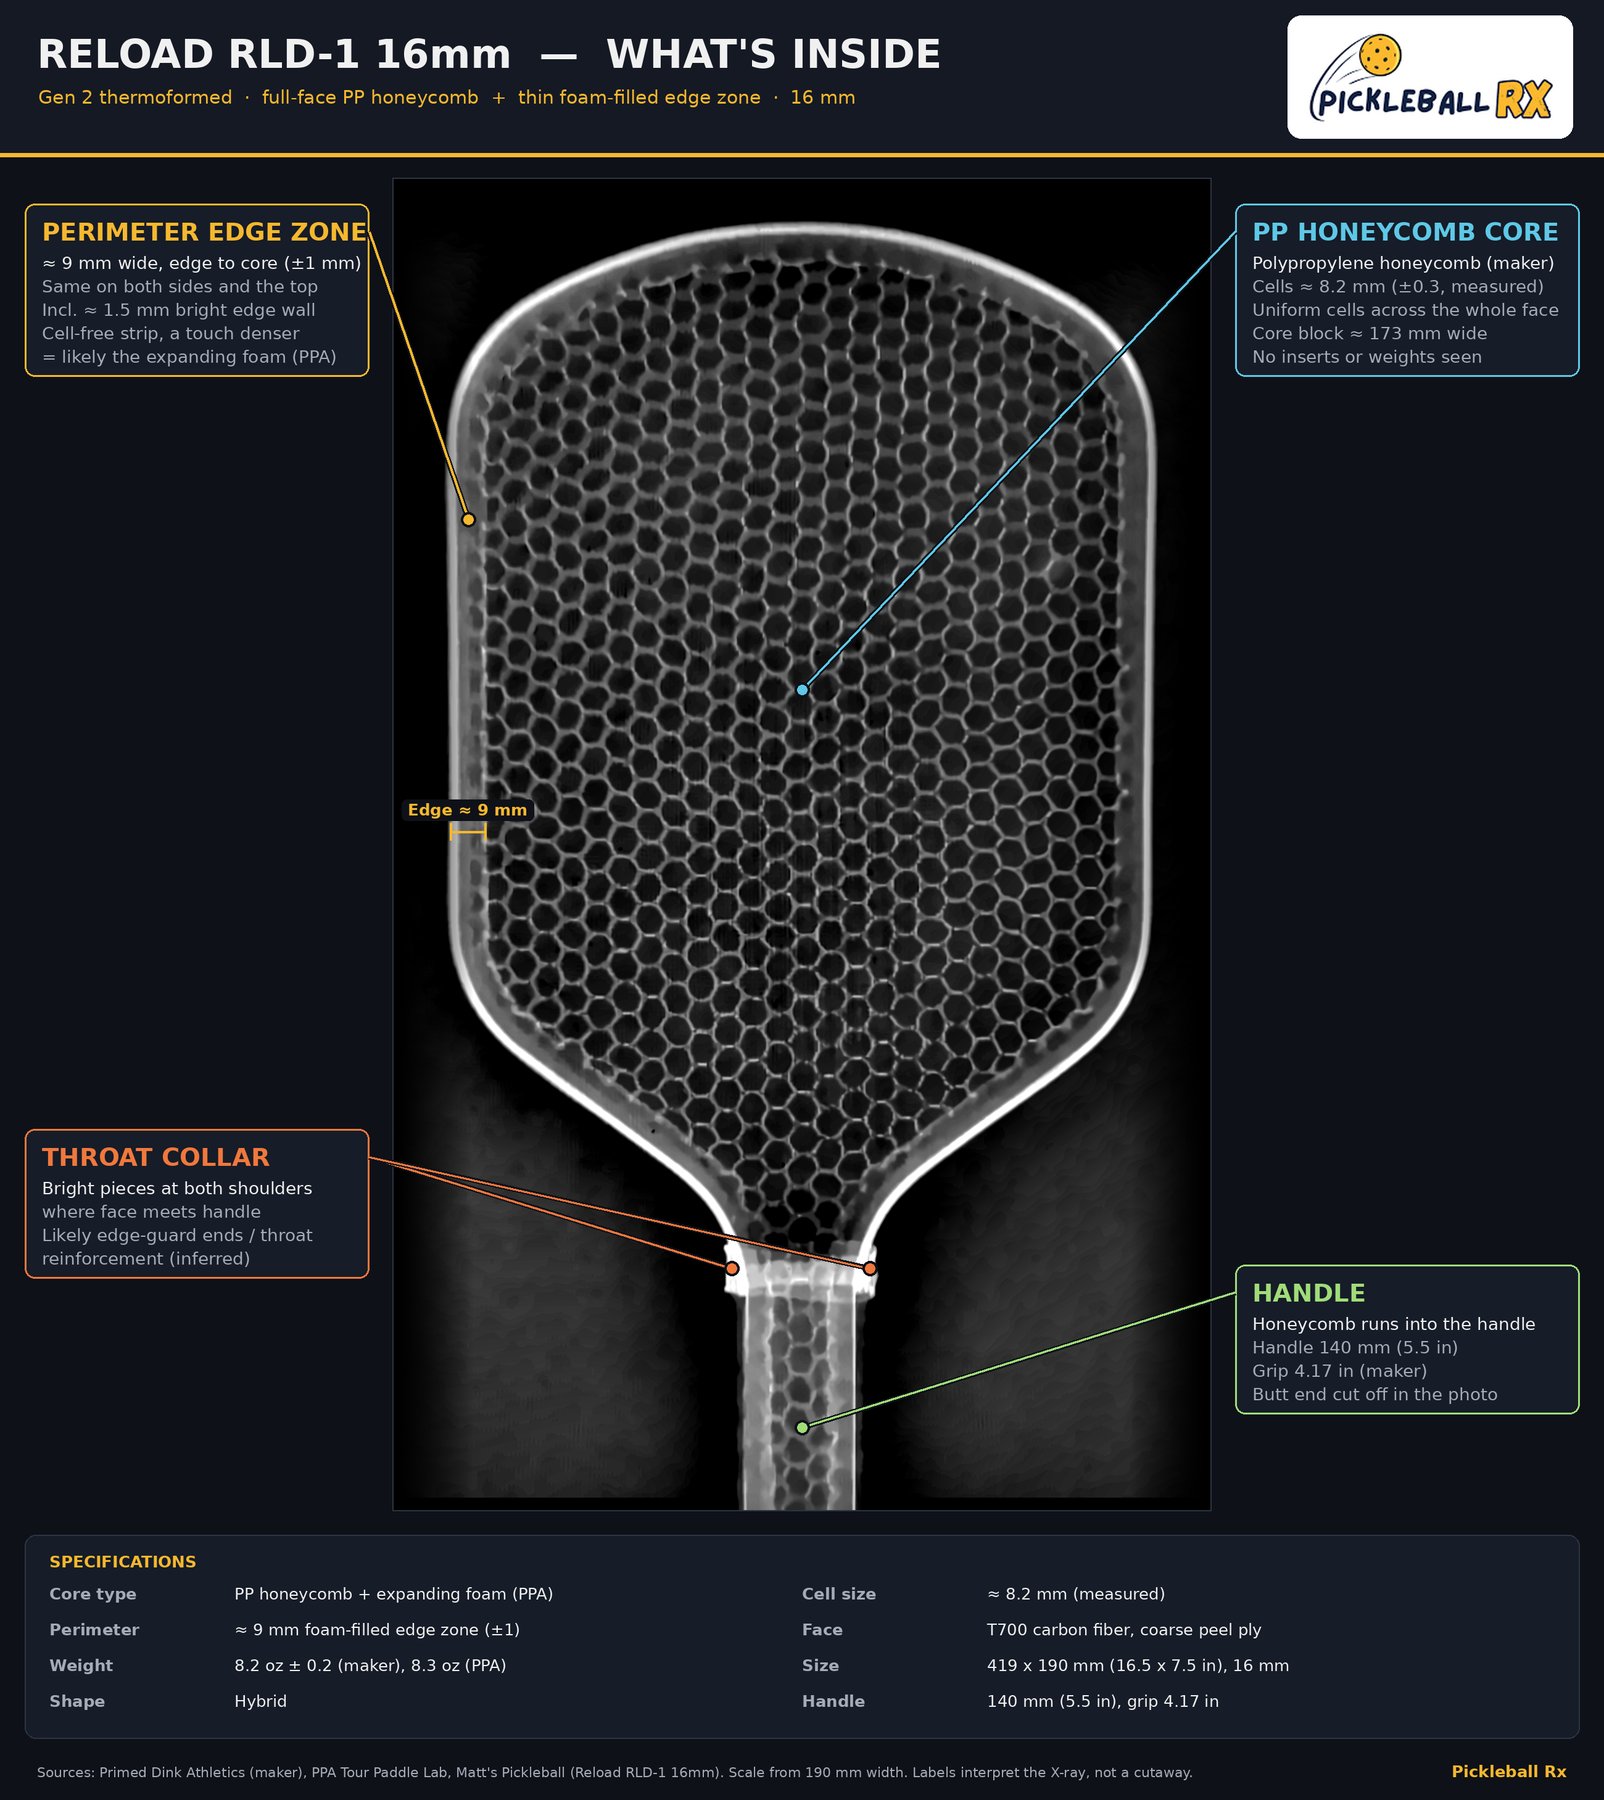 RELOAD RLD-1 16mm — WHAT'S INSIDE
Gen 2 thermoformed · full-face PP honeycomb + thin foam-filled edge zone · 16 mm
PICKLEBALL RX
PERIMETER EDGE ZONE
≈ 9 mm wide, edge to core (±1 mm)
Same on both sides and the top
Incl. ≈ 1.5 mm bright edge wall
Cell-free strip, a touch denser
= likely the expanding foam (PPA)
PP HONEYCOMB CORE
Polypropylene honeycomb (maker)
Cells ≈ 8.2 mm (±0.3, measured)
Uniform cells across the whole face
Core block ≈ 173 mm wide
No inserts or weights seen
Edge ≈ 9 mm
THROAT COLLAR
Bright pieces at both shoulders
where face meets handle
Likely edge-guard ends / throat
reinforcement (inferred)
HANDLE
Honeycomb runs into the handle
Handle 140 mm (5.5 in)
Grip 4.17 in (maker)
Butt end cut off in the photo
SPECIFICATIONS
Core type PP honeycomb + expanding foam (PPA) Cell size ≈ 8.2 mm (measured)
Perimeter ≈ 9 mm foam-filled edge zone (±1) Face T700 carbon fiber, coarse peel ply
Weight 8.2 oz ± 0.2 (maker), 8.3 oz (PPA) Size 419 x 190 mm (16.5 x 7.5 in), 16 mm
Shape Hybrid Handle 140 mm (5.5 in), grip 4.17 in
Sources: Primed Dink Athletics (maker), PPA Tour Paddle Lab, Matt's Pickleball (Reload RLD-1 16mm). Scale from 190 mm width. Labels interpret the X-ray, not a cutaway.
Pickleball Rx